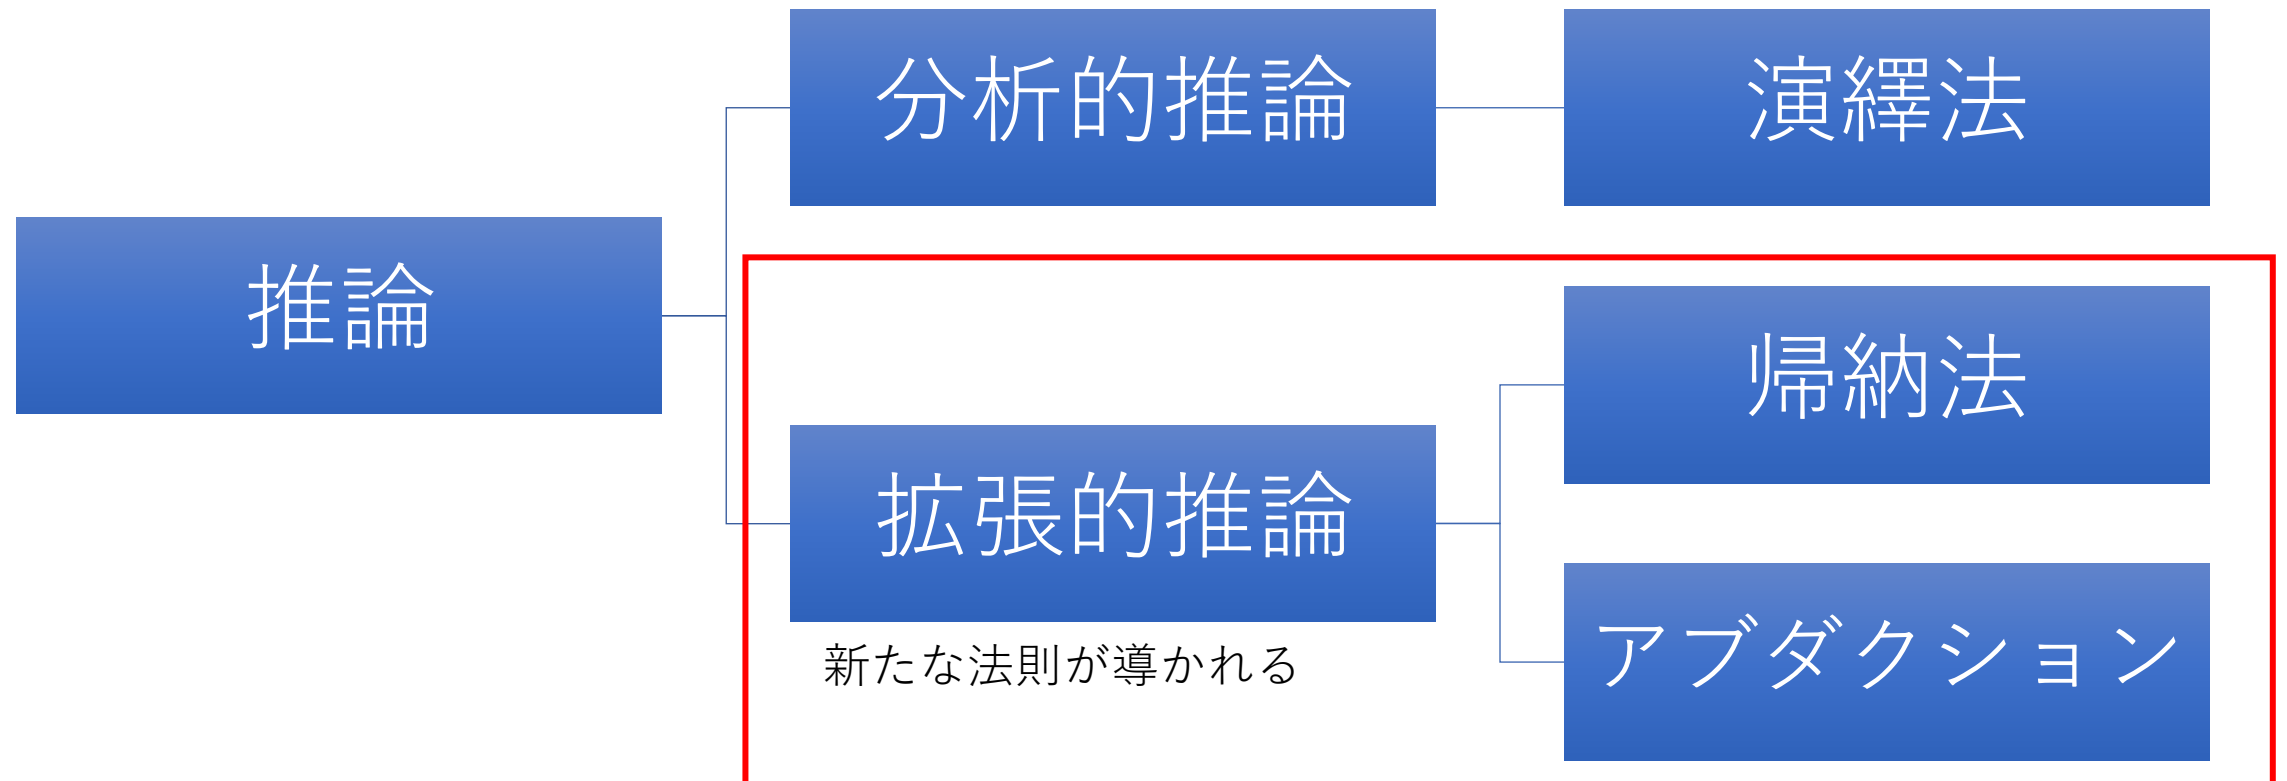 推論
分析的推論
演繹法
拡張的推論
新たな法則が導かれる
帰納法
アブダクション